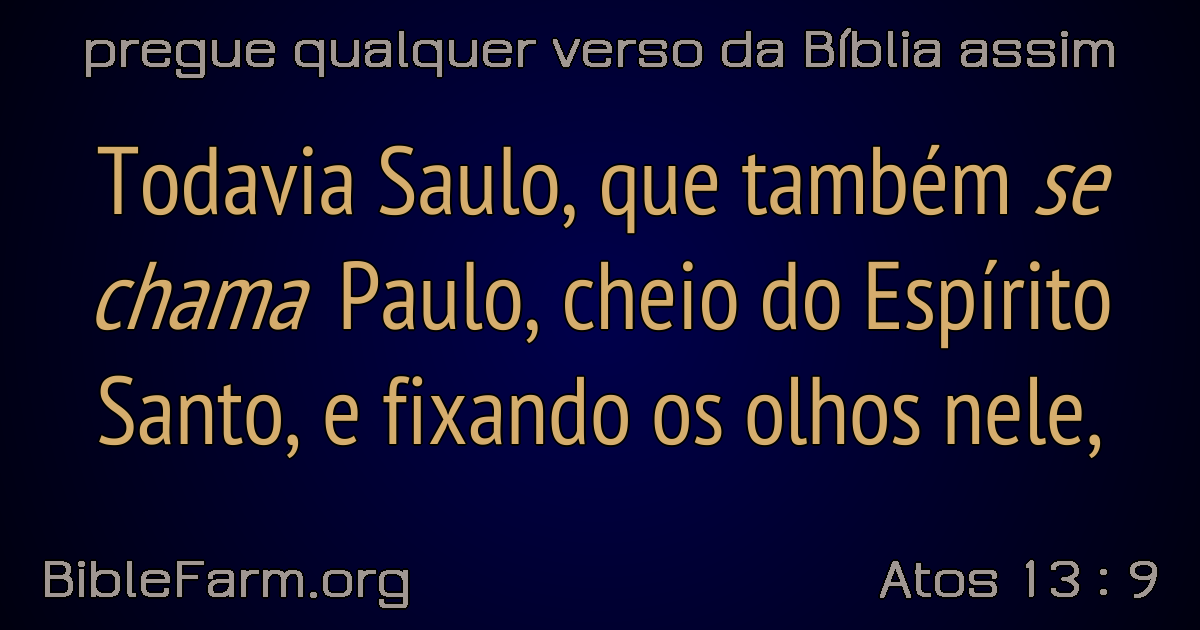 pregue qualquer verso da Bíblia assim
Todavia Saulo, que também se
chama Paulo, cheio do Espírito
Santo, e fixando os olhos nele,
BibleFarm.org
Atos 13 : 9